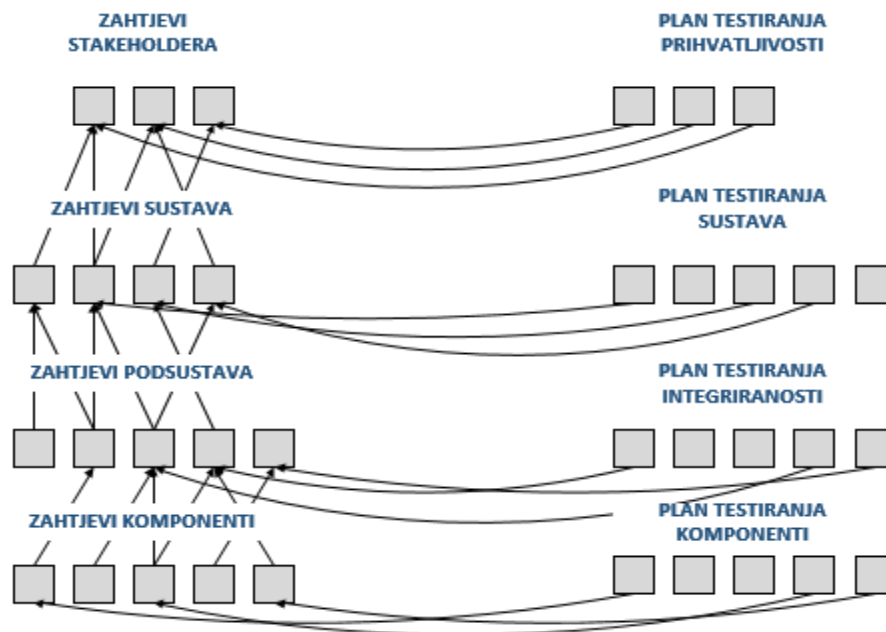 ZAHTJEVI
STAKEHOLDERA
PLAN TESTIRANJA
PRIHVATLJIVOSTI
ZAHTJEVI SUSTAVA
PLAN TESTIRANJA
SUSTAVA
ZAHTJEVI PODSUSTAVA
PLAN TESTIRANJA
INTEGRIRANOSTI
ZAHTJEVI KOMPONENTI
PLAN TESTIRANJA
KOMPONENTI